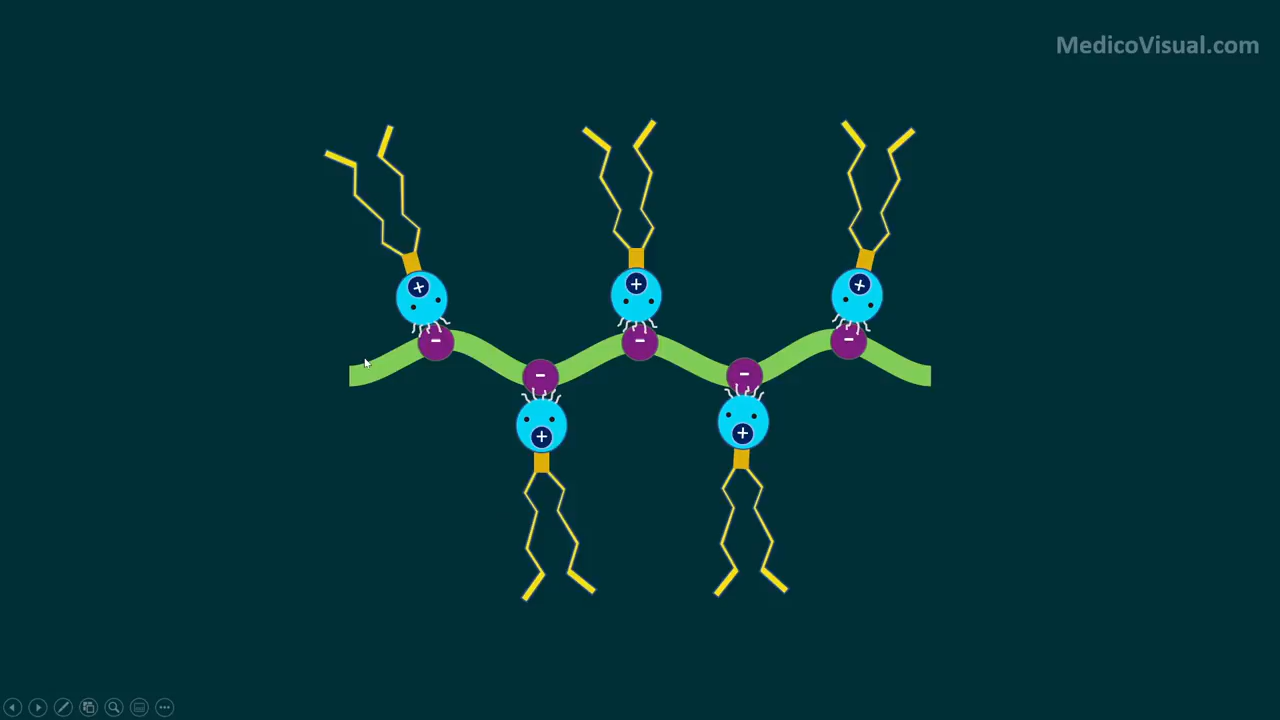 MedicoVisual.com
+ + +
- - -
- -
+ +